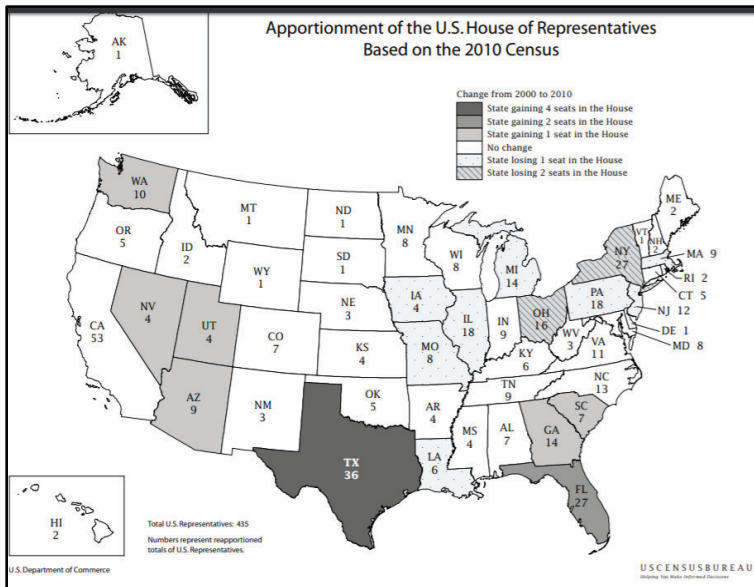 Apportionment of the U.S. House of Representatives
Based on the 2010 Census
AK
1
Change from 2000 to 2010
State gaining 4 seats in the House
State gaining 2 seats in the House
State gaining 1 seat in the House
No change
State losing 1 seat in the House
State losing 2 seats in the House
WA
10
OR
5
ID
2
MT
1
ND
1
MN
8
SD
1
WY
1
WI
8
MI
14
ME
2
VT
1
NH
2
NY
27
MA 9
RI 2
CT 5
NJ 12
DE 1
MD 8
PA
18
NV
4
UT
4
CA
53
CO
7
NE
3
IA
4
KS
4
MO
8
IL
18
IN
9
OH
16
WV
3
VA
11
KY
6
NC
13
TN
9
AZ
9
NM
3
OK
5
AR
4
SC
7
MS
4
AL
7
GA
14
TX
36
LA
6
FL
27
HI
2
Total U.S. Representatives: 435
Numbers represent reapportioned
totals of U.S. Representatives.
U.S. Department of Commerce
USCENSUSBUREAU
Helping You Make Informed Decisions